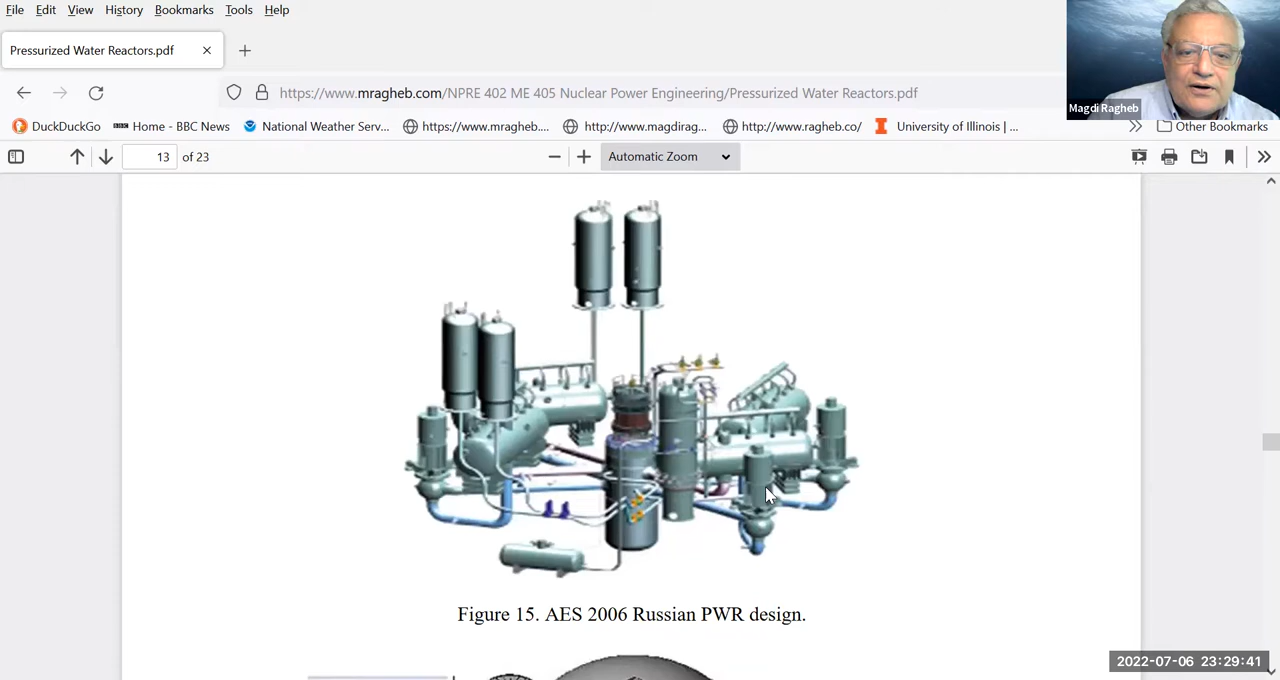 File Edit View History Bookmarks Tools Help
Pressurized Water Reactors.pdf
https://www.mragheb.com/NPRE 402 ME 405 Nuclear Power Engineering/Pressurized Water Reactors.pdf
Magdi Ragheb
DuckDuckGo BBC Home - BBC News National Weather Serv... https://www.mragheb.... http://www.magdirag... http://www.ragheb.co/ I University of Illinois | ... Other Bookmarks
13 of 23 Automatic Zoom
Figure 15. AES 2006 Russian PWR design.
2022-07-06 23:29:41